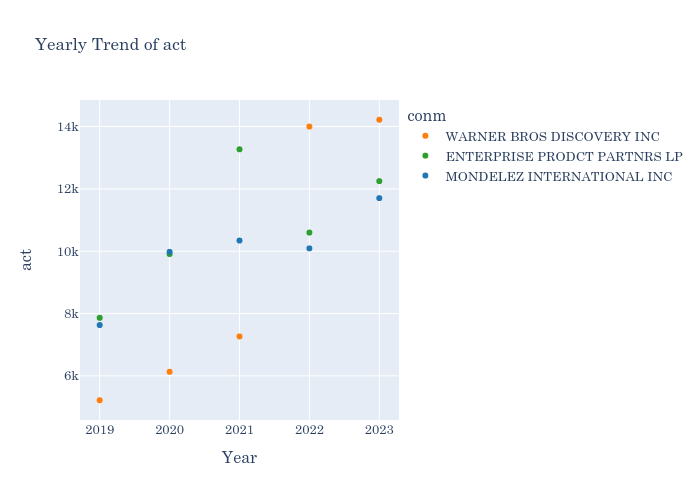 Yearly Trend of act
conm
WARNER BROS DISCOVERY INC
ENTERPRISE PRODCT PARTNRS LP
MONDELEZ INTERNATIONAL INC
14k
12k
10k
8k
6k
act
2019 2020 2021 2022 2023
Year